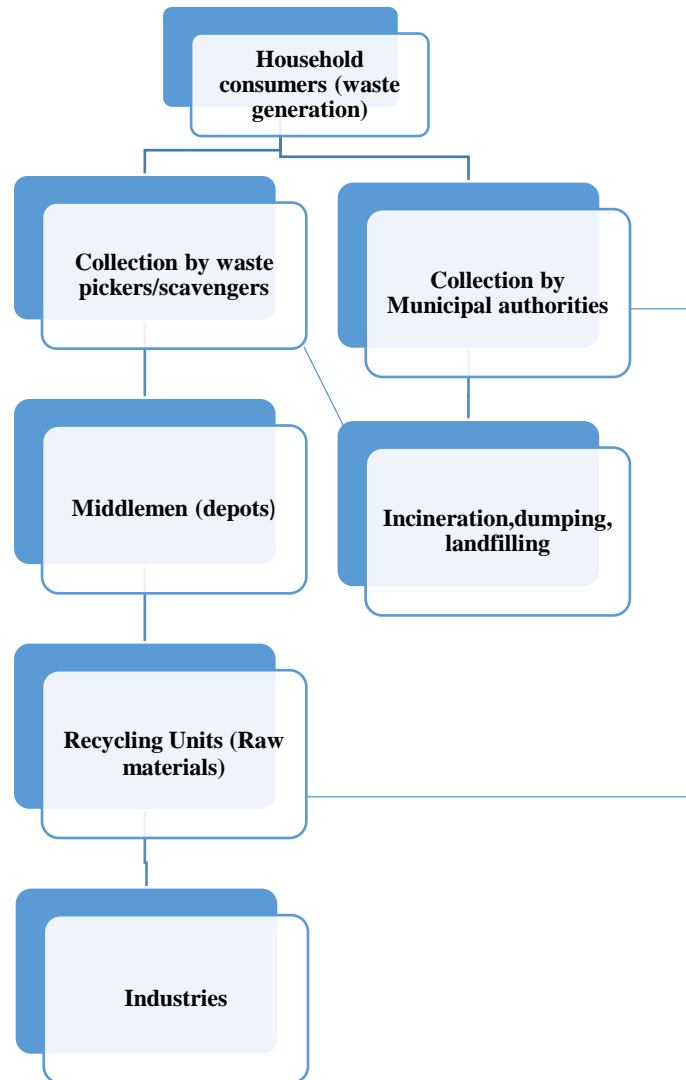 Household
consumers (waste
generation)
Collection by waste
pickers/scavengers
Collection by
Municipal authorities
Middlemen (depots)
Incineration,dumping,
landfilling
Recycling Units (Raw
materials)
Industries